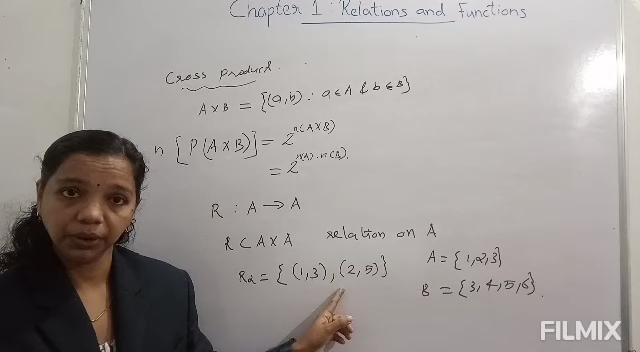 Chapter 1 : Relations and Functions
Cross product.
A×B = {(a,b) : a ∈ A & b ∈ B}
n [P(A×B)] = 2^n(A×B)
= 2^n(A)·n(B).
R : A → A
R ⊂ A×A relation on A
R₂ = { (1,3), (2,5)}
A = {1,2,3}
B = {3,4,5,6}.
FILMIX